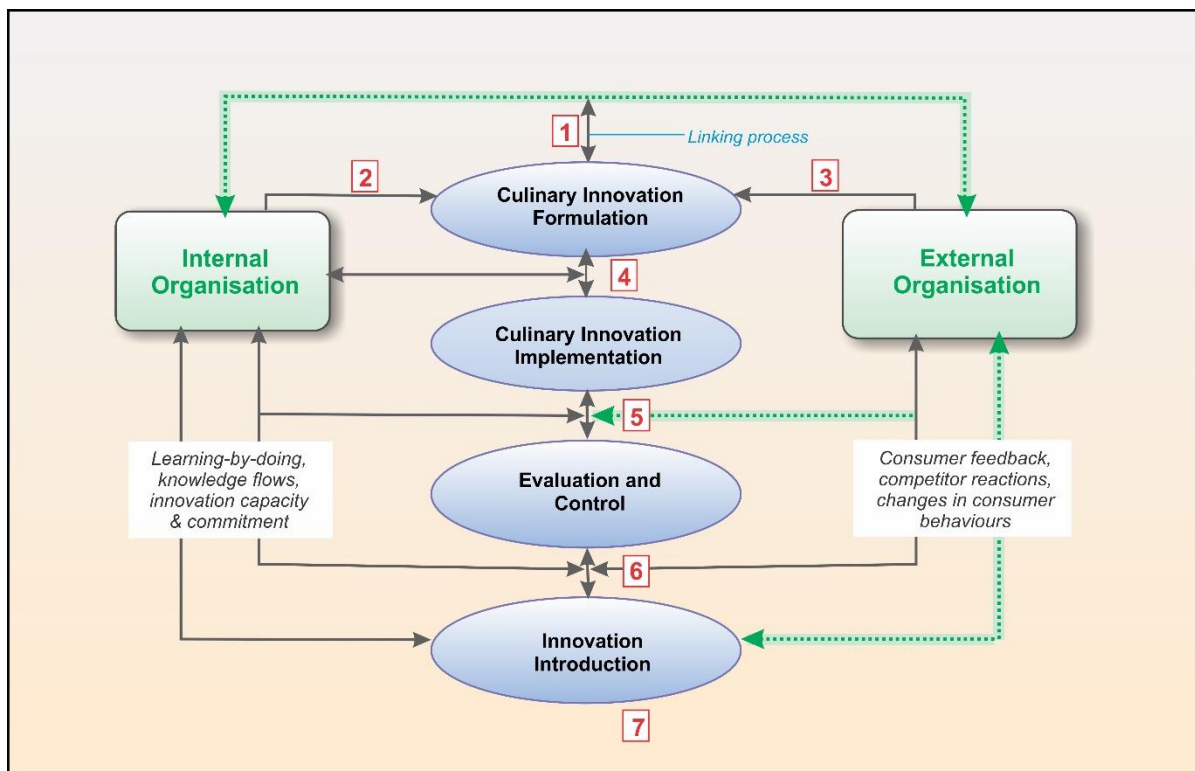 1
Linking process
2
3
Culinary Innovation
Formulation
Internal
Organisation
External
Organisation
4
Culinary Innovation
Implementation
5
Learning-by-doing,
knowledge flows,
innovation capacity
& commitment
Evaluation and
Control
Consumer feedback,
competitor reactions,
changes in consumer
behaviours
6
Innovation
Introduction
7